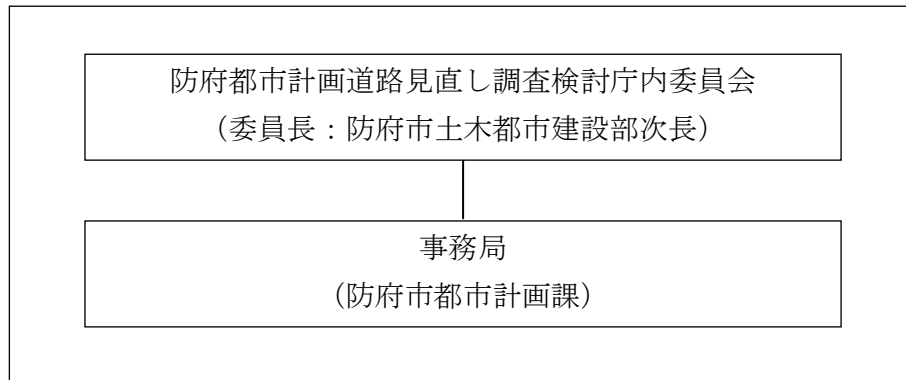 防府都市計画道路見直し調査検討庁内委員会
（委員長：防府市土木都市建設部次長）
事務局
（防府市都市計画課）